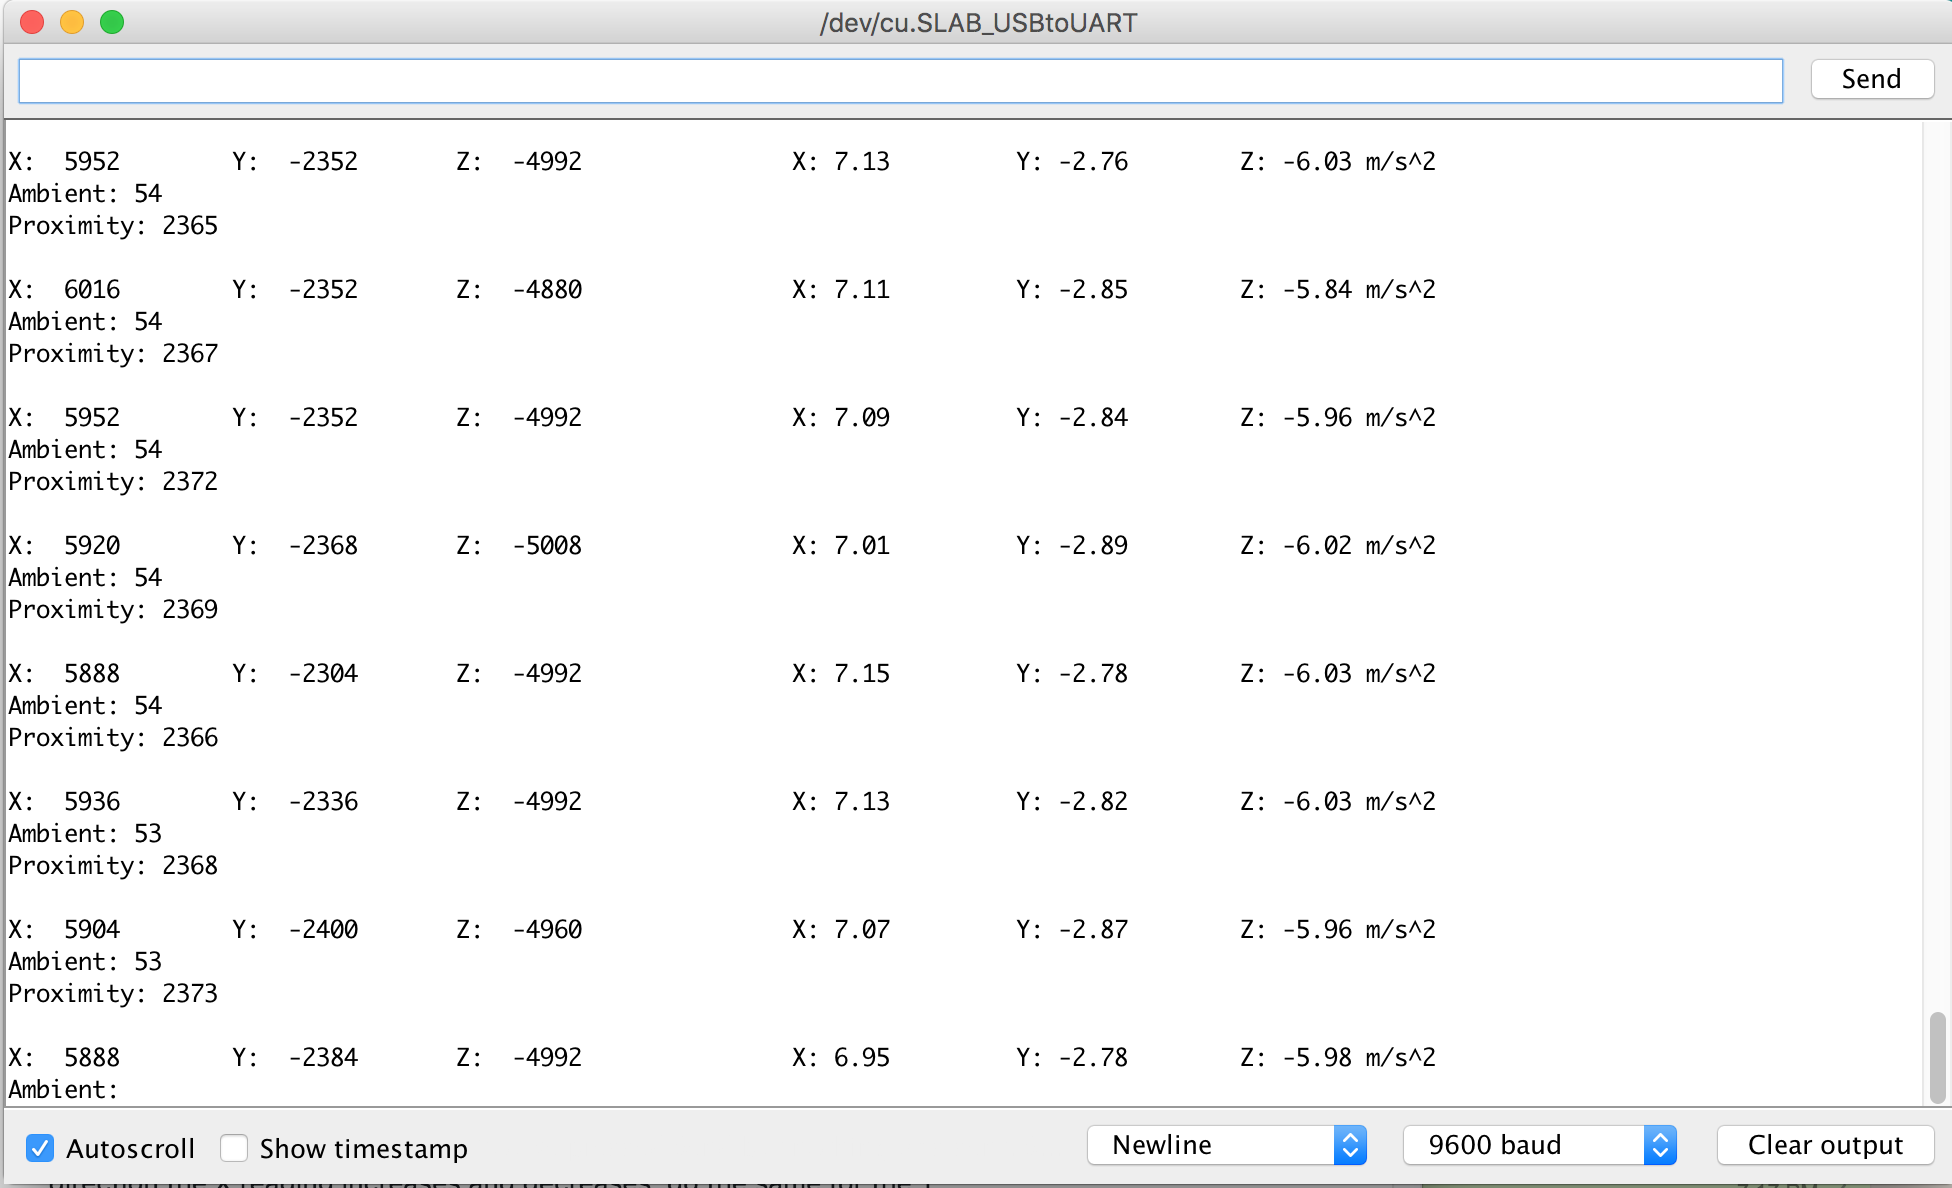 /dev/cu.SLAB_USBtoUART
Send
X: 5952 Y: -2352 Z: -4992 X: 7.13 Y: -2.76 Z: -6.03 m/s^2
Ambient: 54
Proximity: 2365
X: 6016 Y: -2352 Z: -4880 X: 7.11 Y: -2.85 Z: -5.84 m/s^2
Ambient: 54
Proximity: 2367
X: 5952 Y: -2352 Z: -4992 X: 7.09 Y: -2.84 Z: -5.96 m/s^2
Ambient: 54
Proximity: 2372
X: 5920 Y: -2368 Z: -5008 X: 7.01 Y: -2.89 Z: -6.02 m/s^2
Ambient: 54
Proximity: 2369
X: 5888 Y: -2304 Z: -4992 X: 7.15 Y: -2.78 Z: -6.03 m/s^2
Ambient: 54
Proximity: 2366
X: 5936 Y: -2336 Z: -4992 X: 7.13 Y: -2.82 Z: -6.03 m/s^2
Ambient: 53
Proximity: 2368
X: 5904 Y: -2400 Z: -4960 X: 7.07 Y: -2.87 Z: -5.96 m/s^2
Ambient: 53
Proximity: 2373
X: 5888 Y: -2384 Z: -4992 X: 6.95 Y: -2.78 Z: -5.98 m/s^2
Ambient:
Autoscroll Show timestamp Newline 9600 baud Clear output